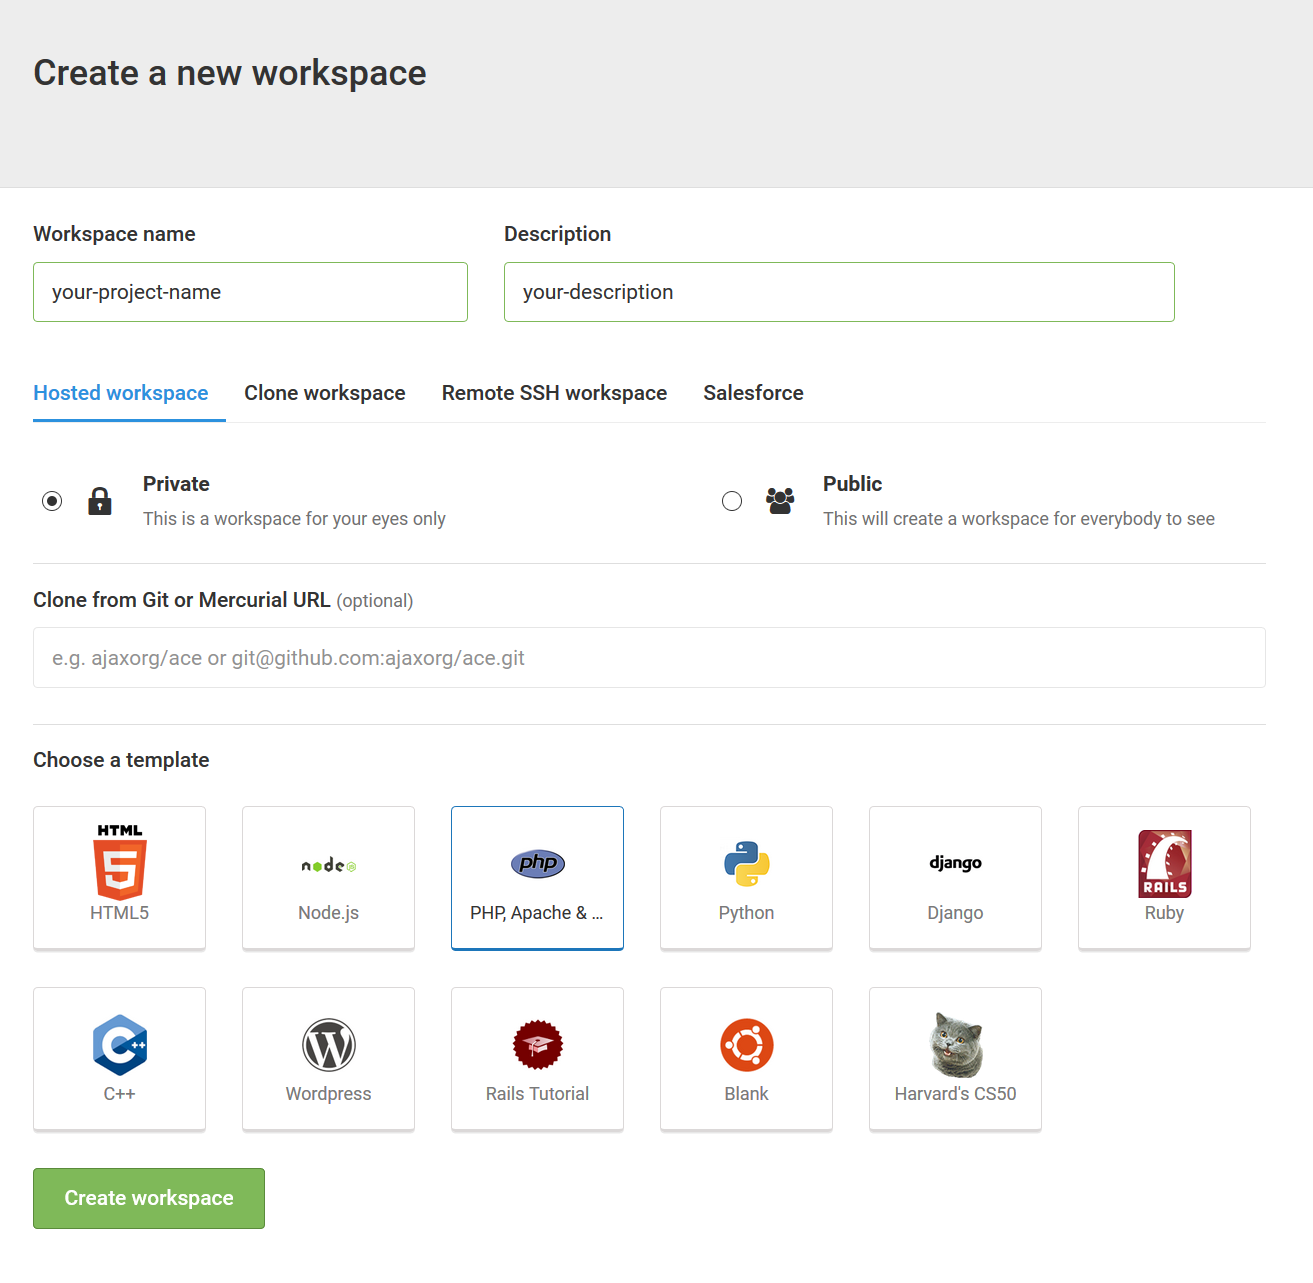 Create a new workspace
Workspace name
Description
your-project-name
your-description
Hosted workspace
Clone workspace
Remote SSH workspace
Salesforce
Private
This is a workspace for your eyes only
Public
This will create a workspace for everybody to see
Clone from Git or Mercurial URL (optional)
e.g. ajaxorg/ace or git@github.com:ajaxorg/ace.git
Choose a template
HTML
5
HTML5
node
JS
Node.js
php
PHP, Apache & ...
Python
django
Django
RAILS
Ruby
C++
C++
W
Wordpress
Rails Tutorial
Blank
Harvard's CS50
Create workspace